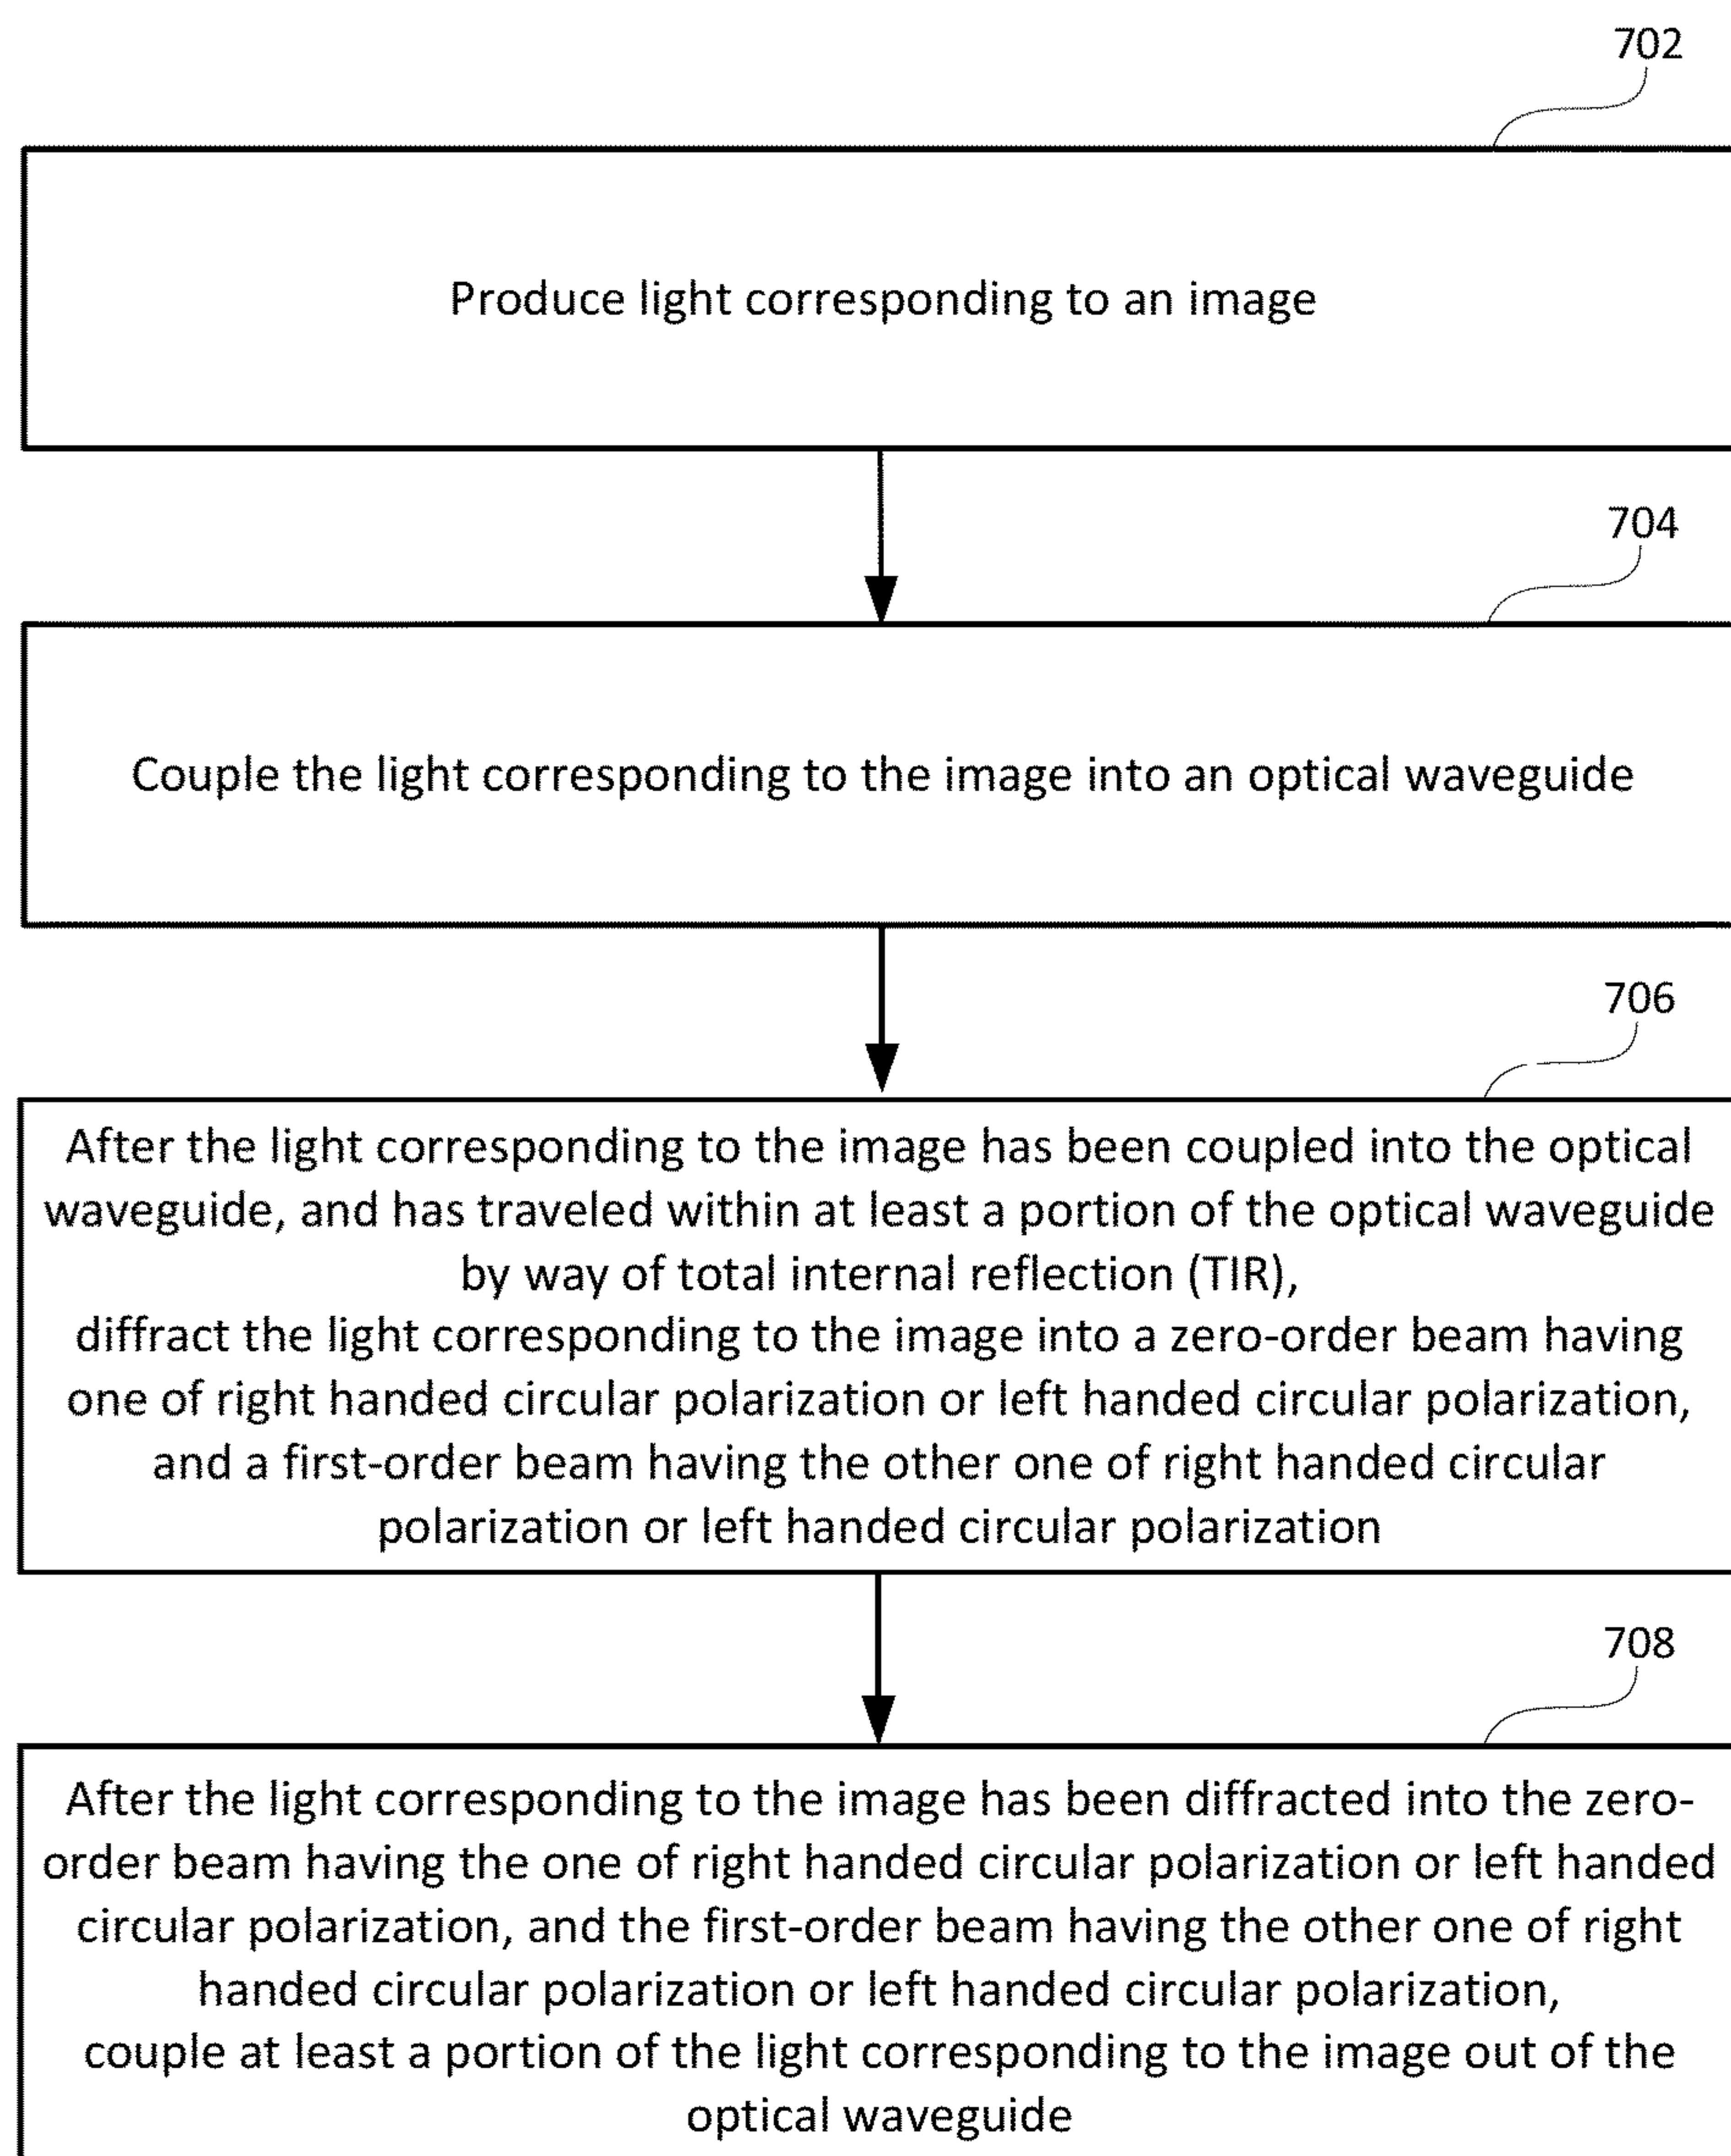 702
Produce light corresponding to an image
704
Couple the light corresponding to the image into an optical waveguide
706
After the light corresponding to the image has been coupled into the optical
waveguide, and has traveled within at least a portion of the optical waveguide
by way of total internal reflection (TIR),
diffract the light corresponding to the image into a zero-order beam having
one of right handed circular polarization or left handed circular polarization,
and a first-order beam having the other one of right handed circular
polarization or left handed circular polarization
708
After the light corresponding to the image has been diffracted into the zero-
order beam having the one of right handed circular polarization or left handed
circular polarization, and the first-order beam having the other one of right
handed circular polarization or left handed circular polarization,
couple at least a portion of the light corresponding to the image out of the
optical waveguide